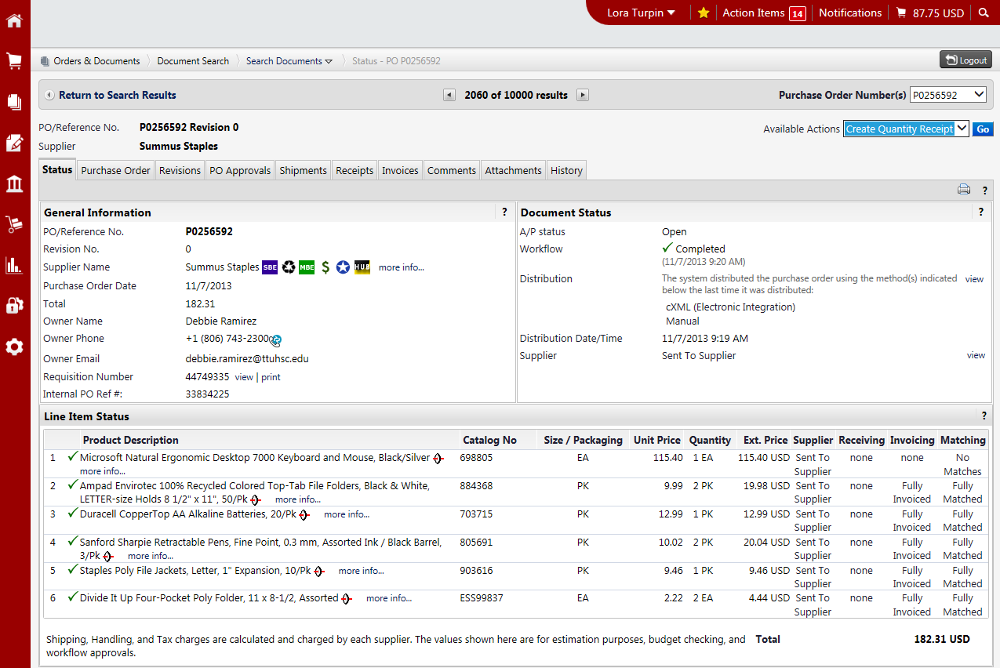 Lora Turpin
Action Items 14
Notifications
87.75 USD
Orders & Documents
Document Search
Search Documents
Status - PO P0256592
Logout
Return to Search Results
2060 of 10000 results
Purchase Order Number(s) P0256592
PO/Reference No. P0256592 Revision 0
Available Actions Create Quantity Receipt Go
Supplier Summus Staples
Status Purchase Order Revisions PO Approvals Shipments Receipts Invoices Comments Attachments History
?
General Information ?
PO/Reference No. P0256592
Revision No. 0
Supplier Name Summus Staples SBE MBE $ HUB more info...
Purchase Order Date 11/7/2013
Total 182.31
Owner Name Debbie Ramirez
Owner Phone +1 (806) 743-2300
Owner Email debbie.ramirez@ttuhsc.edu
Requisition Number 44749335 view | print
Internal PO Ref #: 33834225
Document Status ?
A/P status Open
Workflow Completed
(11/7/2013 9:20 AM)
Distribution The system distributed the purchase order using the method(s) indicated view
below the last time it was distributed:
cXML (Electronic Integration)
Manual
Distribution Date/Time 11/7/2013 9:19 AM
Supplier Sent To Supplier view
Line Item Status ?
Product Description Catalog No Size / Packaging Unit Price Quantity Ext. Price Supplier Receiving Invoicing Matching
1 Microsoft Natural Ergonomic Desktop 7000 Keyboard and Mouse, Black/Silver 698805 EA 115.40 1 EA 115.40 USD Sent To none none No
more info... Supplier Matches
2 Ampad Envirotec 100% Recycled Colored Top-Tab File Folders, Black & White, 884368 PK 9.99 2 PK 19.98 USD Sent To none Fully Fully
LETTER-size Holds 8 1/2" x 11", 50/Pk more info... Supplier Invoiced Matched
3 Duracell CopperTop AA Alkaline Batteries, 20/Pk more info... 703715 PK 12.99 1 PK 12.99 USD Sent To none Fully Fully
Supplier Invoiced Matched
4 Sanford Sharpie Retractable Pens, Fine Point, 0.3 mm, Assorted Ink / Black Barrel, 805691 PK 10.02 2 PK 20.04 USD Sent To none Fully Fully
3/Pk more info... Supplier Invoiced Matched
5 Staples Poly File Jackets, Letter, 1" Expansion, 10/Pk more info... 903616 PK 9.46 1 PK 9.46 USD Sent To none Fully Fully
Supplier Invoiced Matched
6 Divide It Up Four-Pocket Poly Folder, 11 x 8-1/2, Assorted more info... ESS99837 EA 2.22 2 EA 4.44 USD Sent To none Fully Fully
Supplier Invoiced Matched
Shipping, Handling, and Tax charges are calculated and charged by each supplier. The values shown here are for estimation purposes, budget checking, and Total 182.31 USD
workflow approvals.